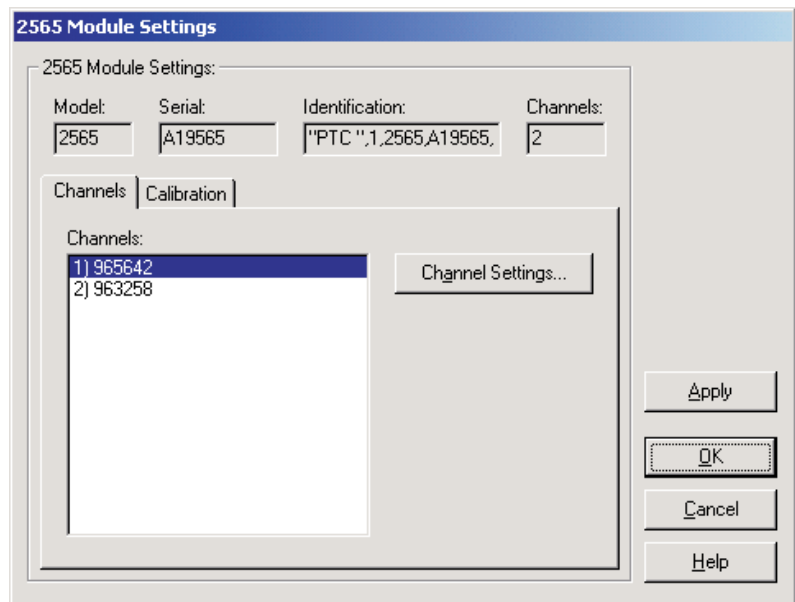 2565 Module Settings
2565 Module Settings:
Model: Serial: Identification: Channels:
2565 A19565 "PTC ",1,2565,A19565, 2
Channels Calibration
Channels:
1) 965642
Channel Settings...
2) 963258
Apply
OK
Cancel
Help